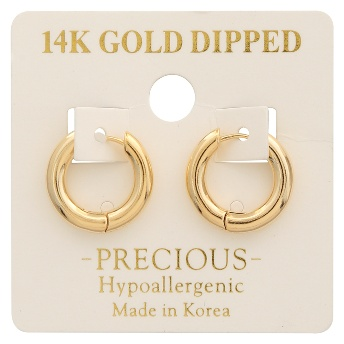 14K GOLD DIPPED
-PRECIOUS-
Hypoallergenic
Made in Korea